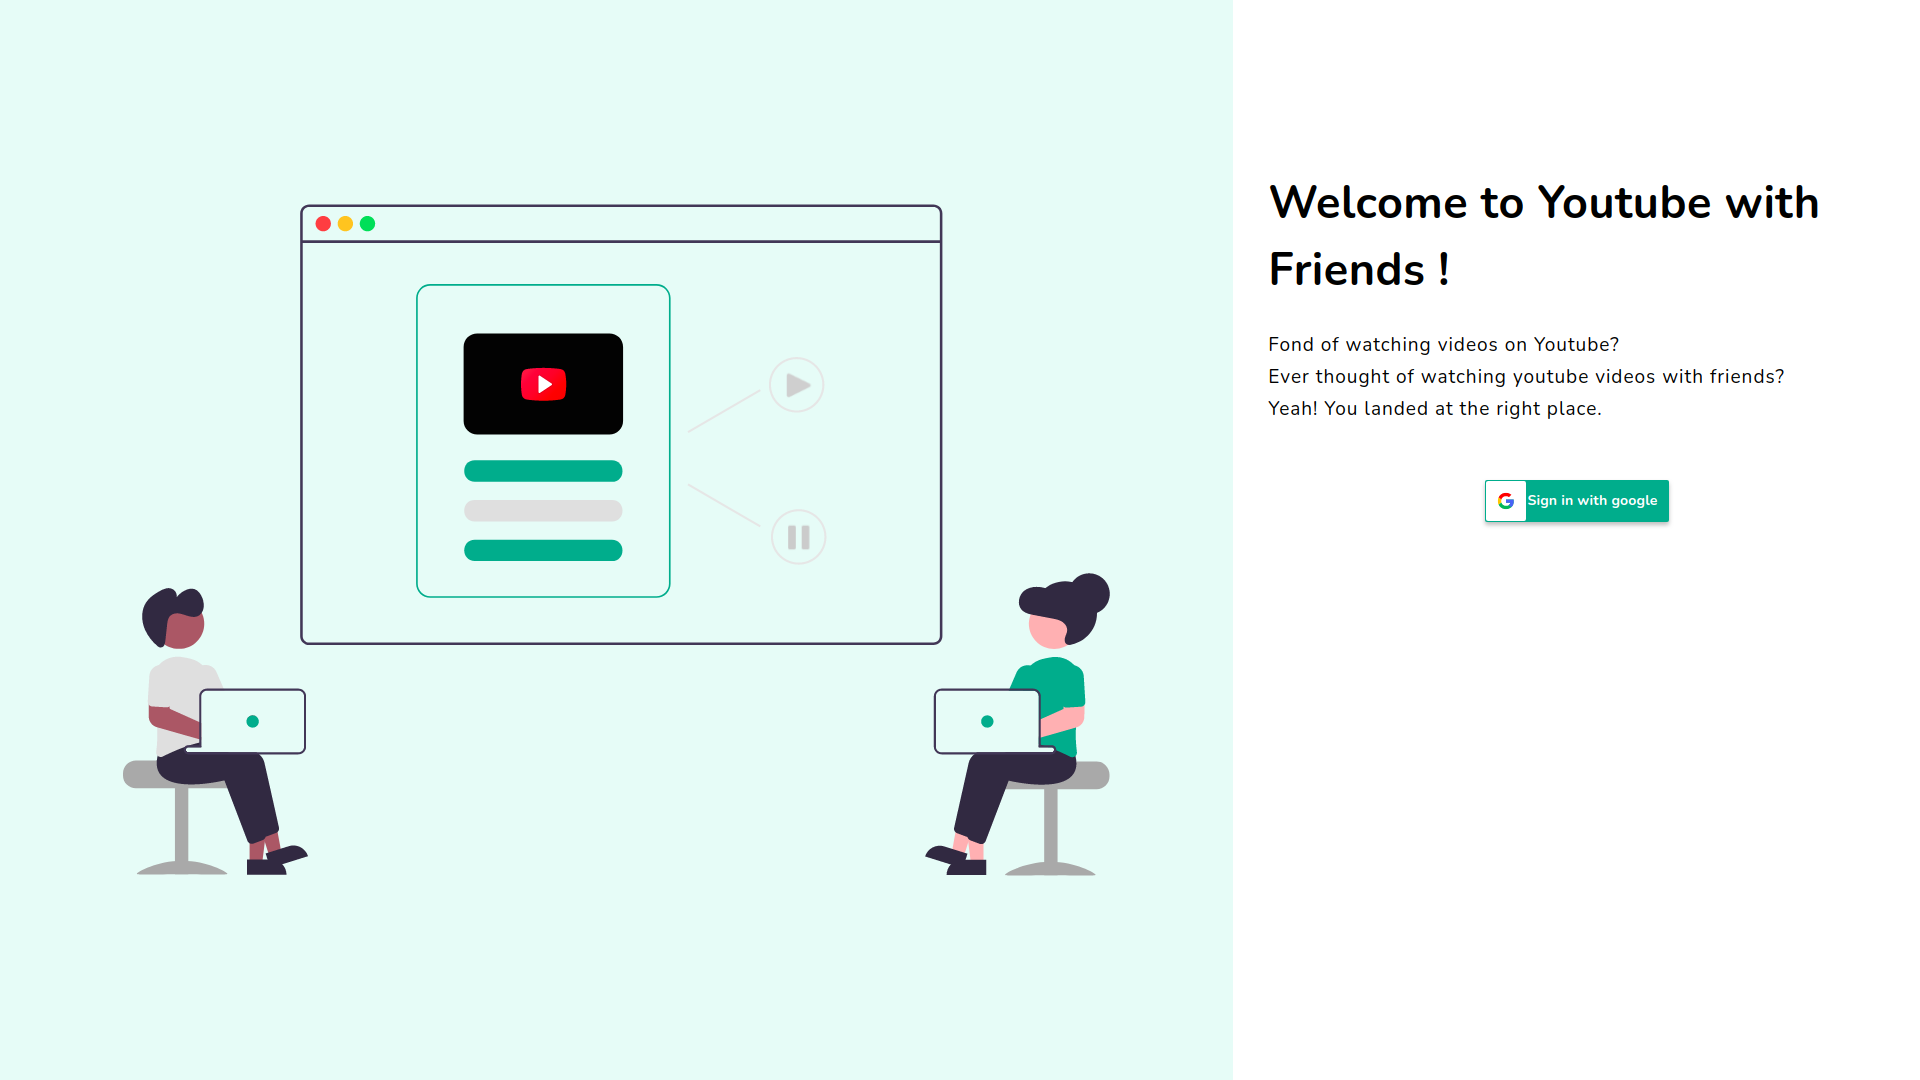 Welcome to Youtube with
Friends !
Fond of watching videos on Youtube?
Ever thought of watching youtube videos with friends?
Yeah! You landed at the right place.
Sign in with google